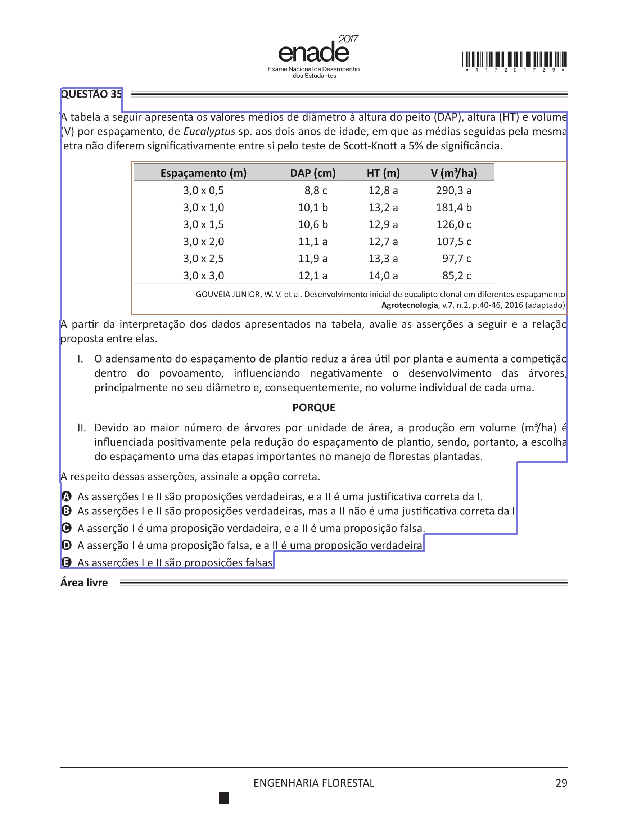 enade2017
Exame Nacional de Desempenho
dos Estudantes
*R1720172 9*
QUESTÃO 35
A tabela a seguir apresenta os valores médios de diâmetro à altura do peito (DAP), altura (HT) e volume
(V) por espaçamento, de Eucalyptus sp. aos dois anos de idade, em que as médias seguidas pela mesma
letra não diferem significativamente entre si pelo teste de Scott-Knott a 5% de significância.
Espaçamento (m) DAP (cm) HT (m) V (m³/ha)
3,0 x 0,5 8,8 c 12,8 a 290,3 a
3,0 x 1,0 10,1 b 13,2 a 181,4 b
3,0 x 1,5 10,6 b 12,9 a 126,0 c
3,0 x 2,0 11,1 a 12,7 a 107,5 c
3,0 x 2,5 11,9 a 13,3 a 97,7 c
3,0 x 3,0 12,1 a 14,0 a 85,2 c
GOUVEIA JUNIOR, W. V. et al. Desenvolvimento inicial de eucalipto clonal em diferentes espaçamento
Agrotecnologia, v.7, n.2, p.40-46, 2016 (adaptado)
A partir da interpretação dos dados apresentados na tabela, avalie as asserções a seguir e a relação
proposta entre elas.
I. O adensamento do espaçamento de plantio reduz a área útil por planta e aumenta a competição
dentro do povoamento, influenciando negativamente o desenvolvimento das árvores,
principalmente no seu diâmetro e, consequentemente, no volume individual de cada uma.
PORQUE
II. Devido ao maior número de árvores por unidade de área, a produção em volume (m³/ha) é
influenciada positivamente pela redução do espaçamento de plantio, sendo, portanto, a escolha
do espaçamento uma das etapas importantes no manejo de florestas plantadas.
A respeito dessas asserções, assinale a opção correta.
A As asserções I e II são proposições verdadeiras, e a II é uma justificativa correta da I.
B As asserções I e II são proposições verdadeiras, mas a II não é uma justificativa correta da I
C A asserção I é uma proposição verdadeira, e a II é uma proposição falsa.
D A asserção I é uma proposição falsa, e a II é uma proposição verdadeira
E As asserções I e II são proposições falsas
Área livre
ENGENHARIA FLORESTAL 29